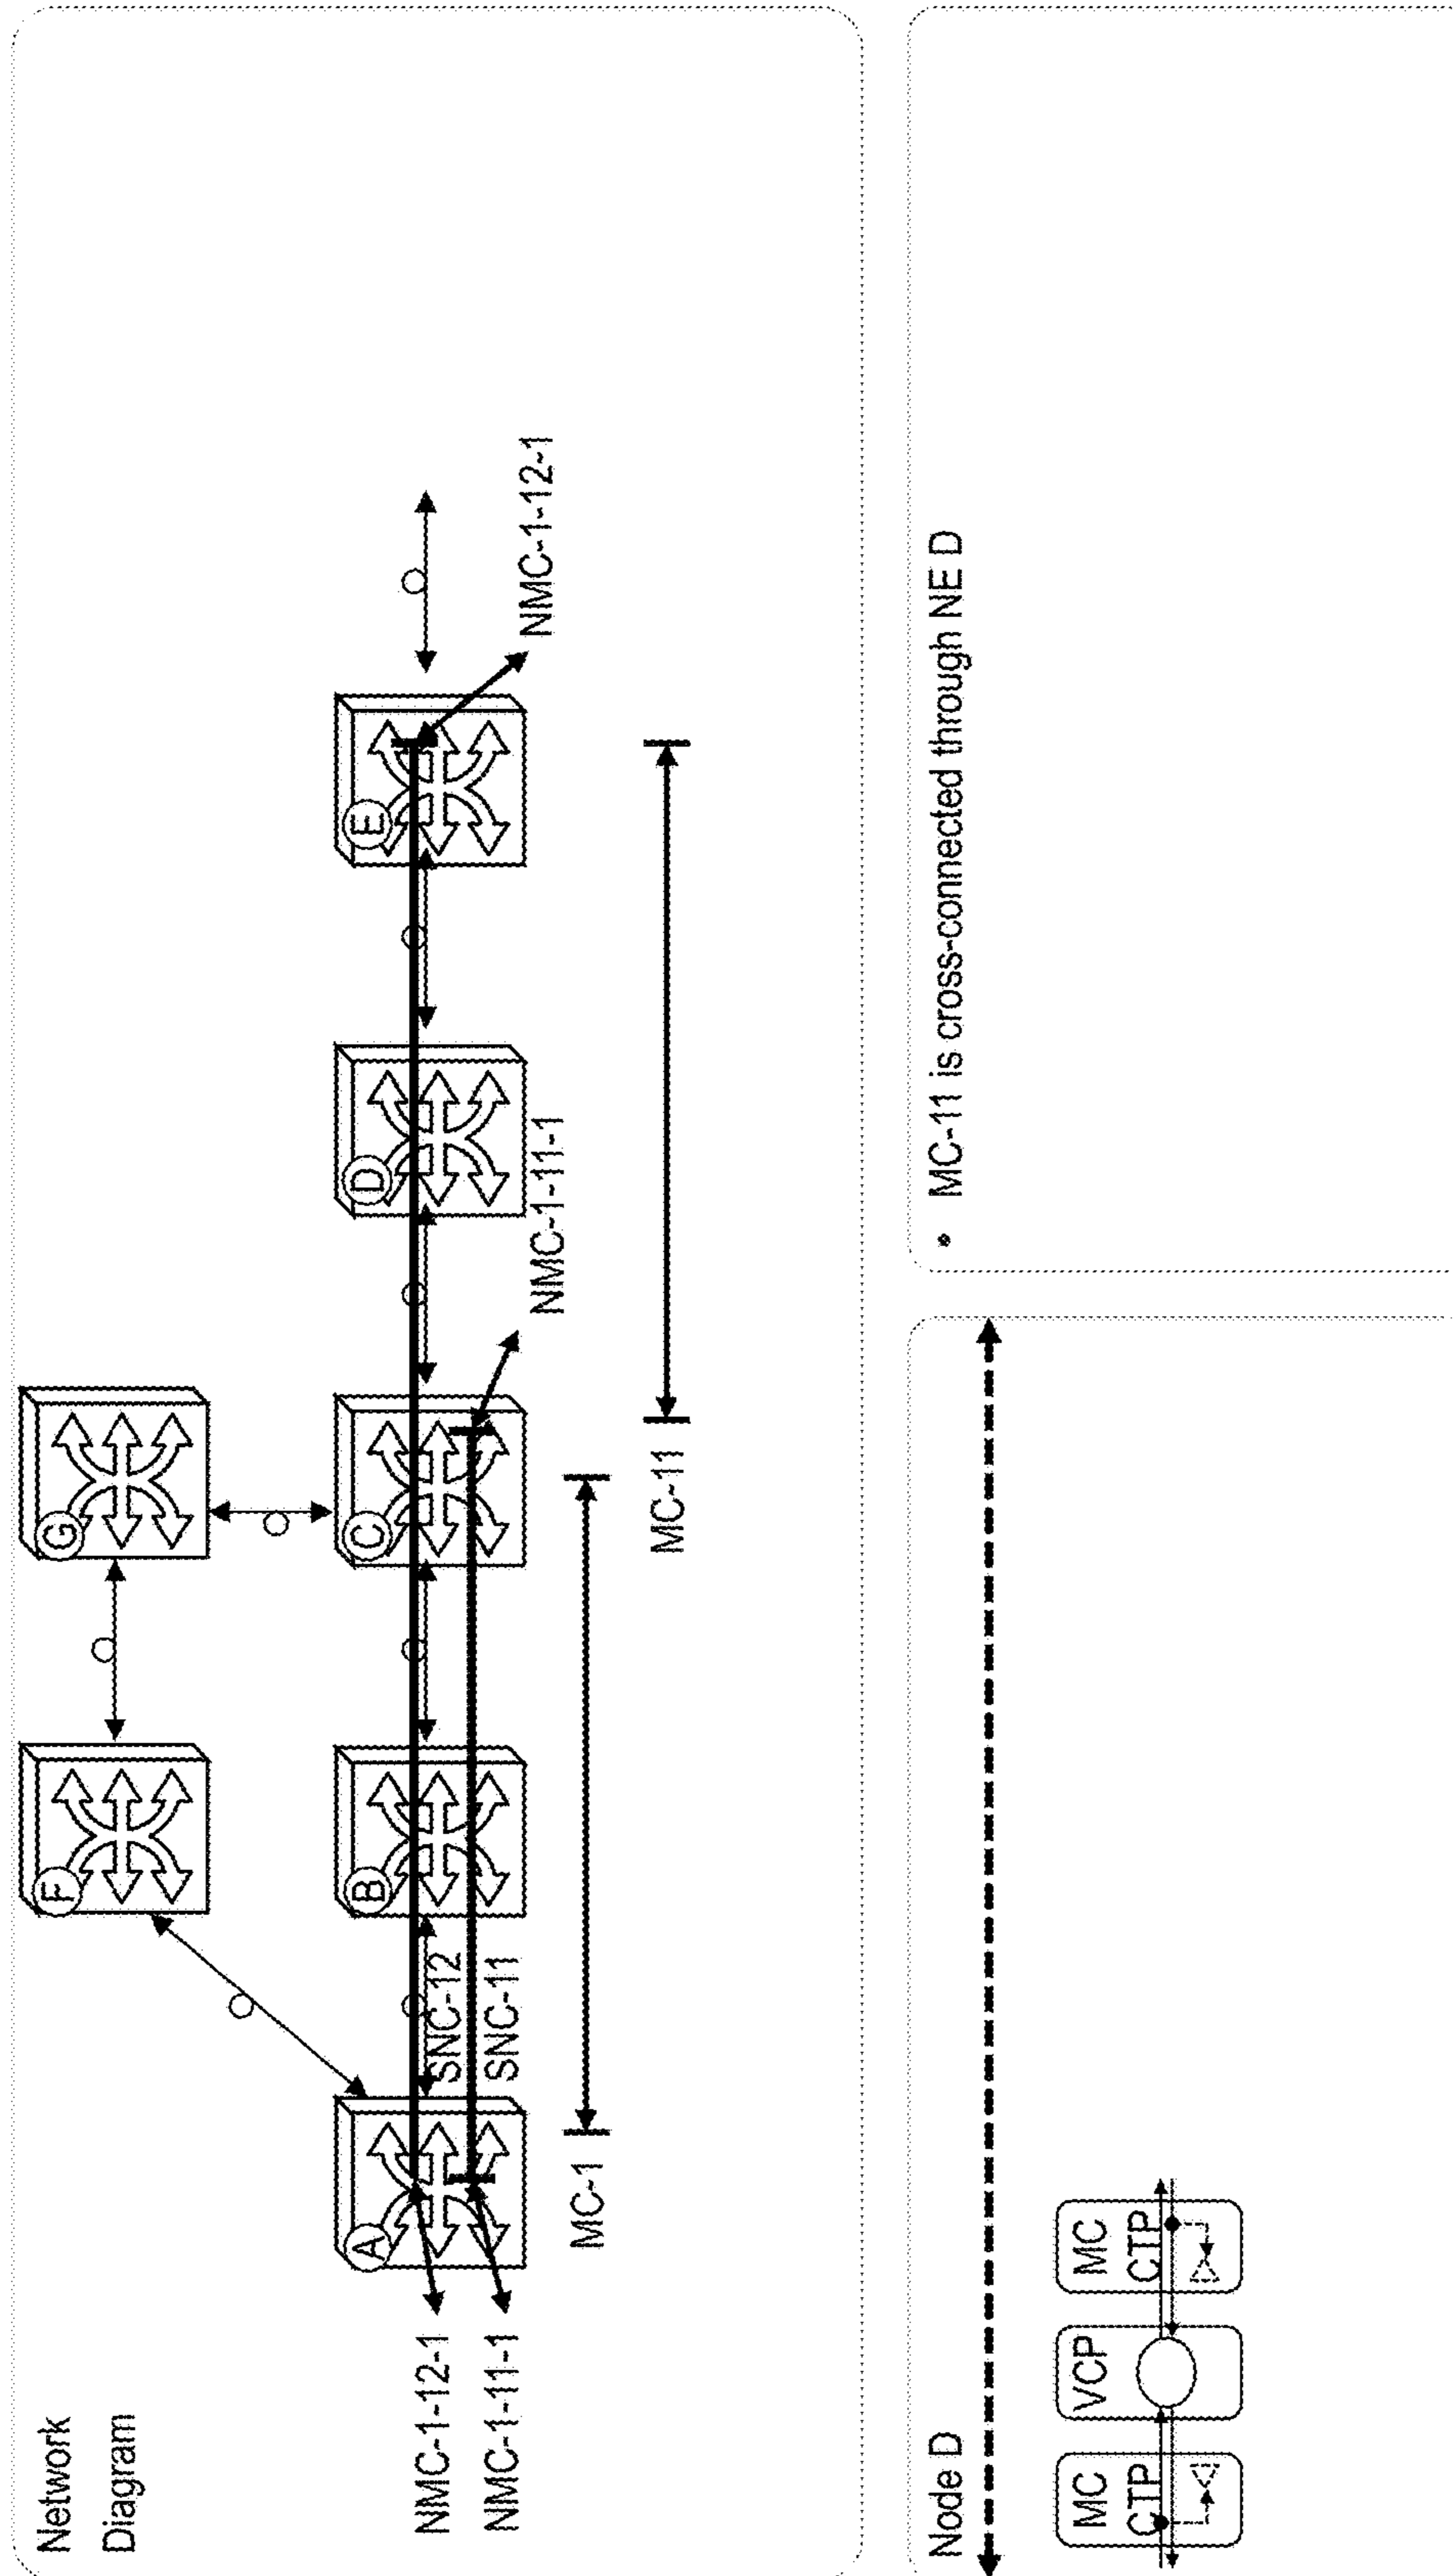 Network
Diagram
F
G
A
B
C
D
E
NMC-1-12-1
SNC-12
NMC-1-12-1
NMC-1-11-1
SNC-11
NMC-1-11-1
MC-1
MC-11
Node D
MC
CTP
VCP
MC
CTP
• MC-11 is cross-connected through NE D